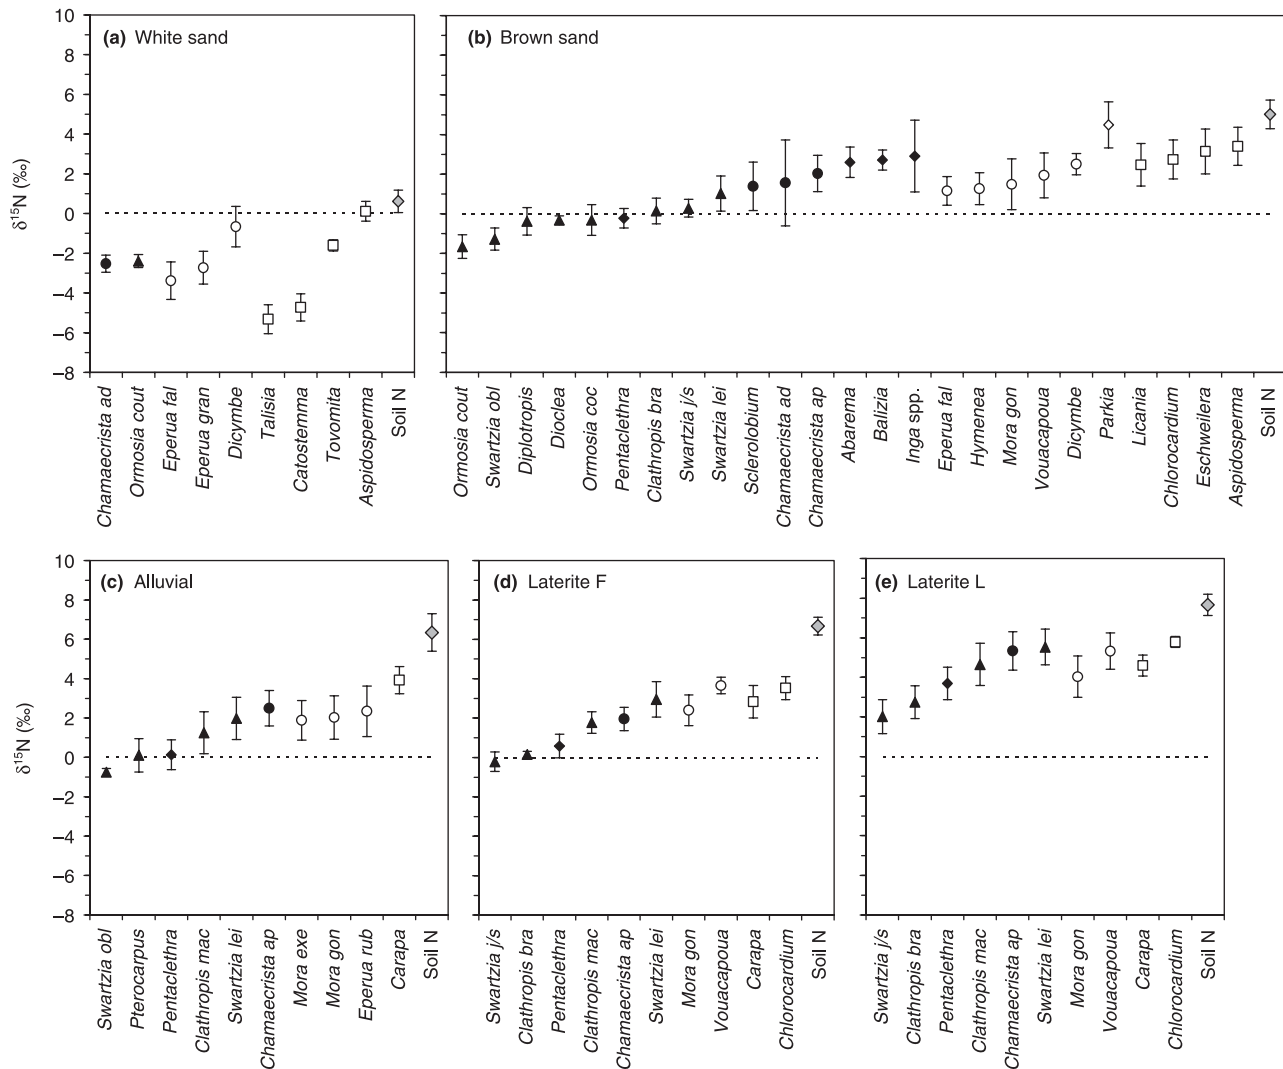 (a) White sand
(b) Brown sand
10
8
6
4
2
0
–2
–4
–6
–8
δ15N (‰)
Chamaecrista ad
Ormosia cout
Eperua fal
Eperua gran
Dicymbe
Talisia
Catostemma
Tovomita
Aspidosperma
Soil N
Ormosia cout
Swartzia obl
Diplotropis
Dioclea
Ormosia coc
Pentaclethra
Clathropis bra
Swartzia j/s
Swartzia lei
Sclerolobium
Chamaecrista ad
Chamaecrista ap
Abarema
Balizia
Inga spp.
Eperua fal
Hymenea
Mora gon
Vouacapoua
Dicymbe
Parkia
Licania
Chlorocardium
Eschweilera
Aspidosperma
Soil N
(c) Alluvial
(d) Laterite F
(e) Laterite L
10
8
6
4
2
0
–2
–4
–6
–8
δ15N (‰)
Swartzia obl
Pterocarpus
Pentaclethra
Clathropis mac
Swartzia lei
Chamaecrista ap
Mora exe
Mora gon
Eperua rub
Carapa
Soil N
Swartzia j/s
Clathropis bra
Pentaclethra
Clathropis mac
Chamaecrista ap
Swartzia lei
Mora gon
Vouacapoua
Carapa
Chlorocardium
Soil N
Swartzia j/s
Clathropis bra
Pentaclethra
Clathropis mac
Chamaecrista ap
Swartzia lei
Mora gon
Vouacapoua
Carapa
Chlorocardium
Soil N